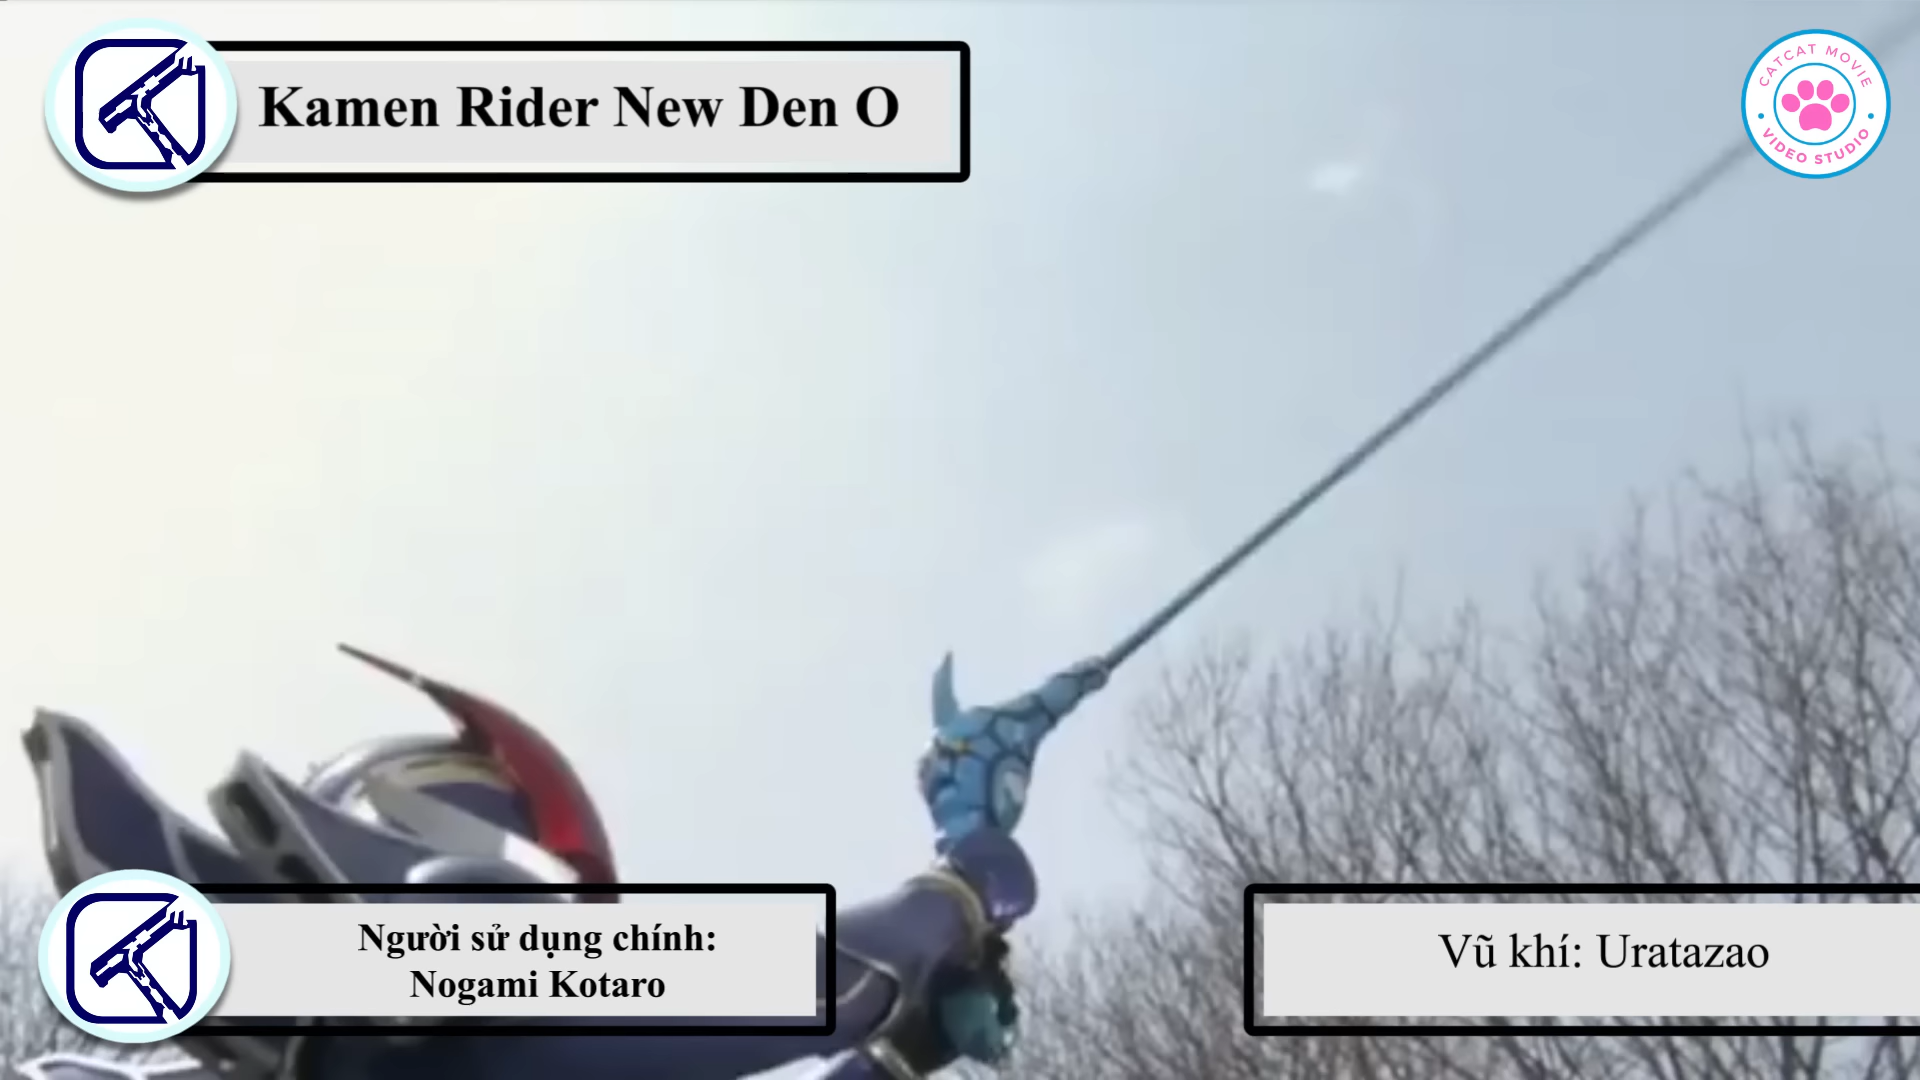 Kamen Rider New Den O
CATCAT MOVIE
VIDEO STUDIO
Người sử dụng chính:
Nogami Kotaro
Vũ khí: Uratazao